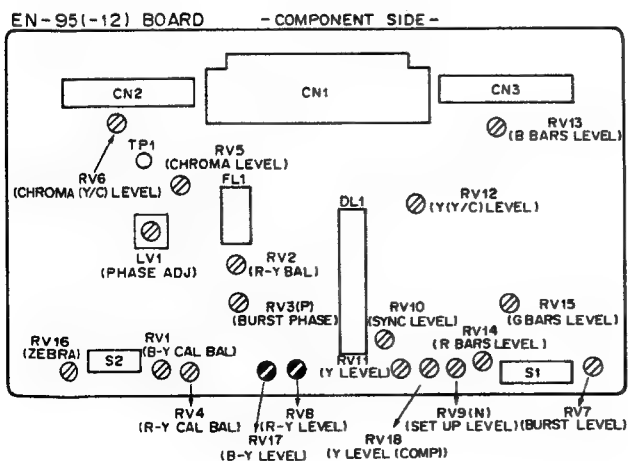 EN-95(-12) BOARD -COMPONENT SIDE-
CN2
CN1
CN3
RV13
(B BARS LEVEL)
TP1
RV6
(CHROMA (Y/C) LEVEL)
RV5
(CHROMA LEVEL)
FL1
DL1
RV12
(Y(Y/C) LEVEL)
LV1
(PHASE ADJ)
RV2
(R-Y BAL)
RV3(P)
(BURST PHASE)
RV10
(SYNC LEVEL)
RV15
(G BARS LEVEL)
RV14
(R BARS LEVEL)
RV16
(ZEBRA)
S2
RV1
(B-Y CAL BAL)
RV11
(Y LEVEL)
S1
RV4
(R-Y CAL BAL)
RV17
(B-Y LEVEL)
RV8
(R-Y LEVEL)
RV18
(Y LEVEL (COMP))
RV9(N)
(SET UP LEVEL)
RV7
(BURST LEVEL)